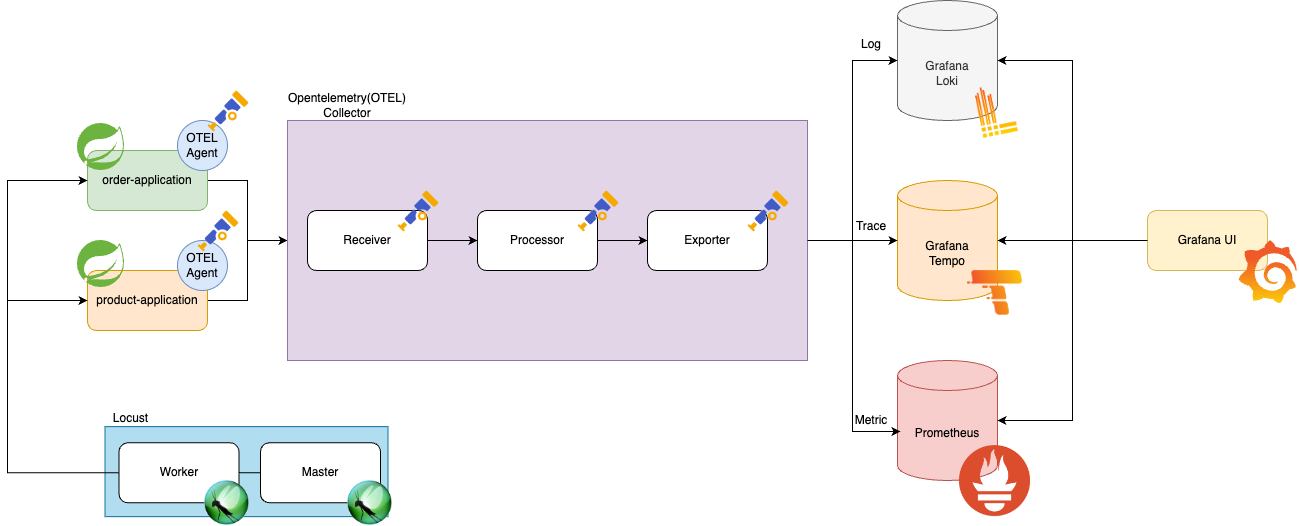 Log
Grafana
Loki
Opentelemetry(OTEL)
Collector
OTEL
Agent
order-application
Receiver
Processor
Exporter
Trace
Grafana
Tempo
Grafana UI
OTEL
Agent
product-application
Metric
Prometheus
Locust
Worker
Master